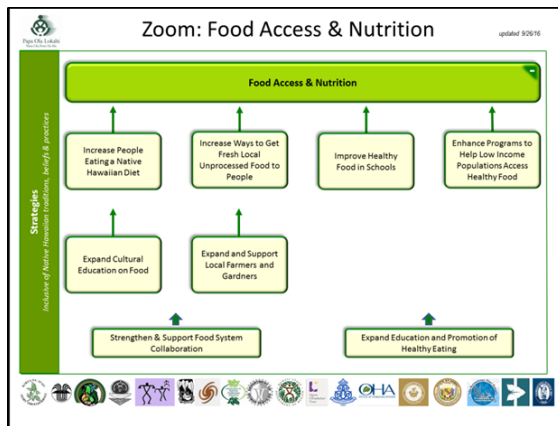 Papa Ola Lokahi
Zoom: Food Access & Nutrition
updated 9/26/16
Strategies
Inclusive of Native Hawaiian traditions, beliefs & practices
Food Access & Nutrition
Increase People
Eating a Native
Hawaiian Diet
Increase Ways to Get
Fresh Local
Unprocessed Food to
People
Improve Healthy
Food in Schools
Enhance Programs to
Help Low Income
Populations Access
Healthy Food
Expand Cultural
Education on Food
Expand and Support
Local Farmers and
Gardners
Strengthen & Support Food System
Collaboration
Expand Education and Promotion of
Healthy Eating
OHA